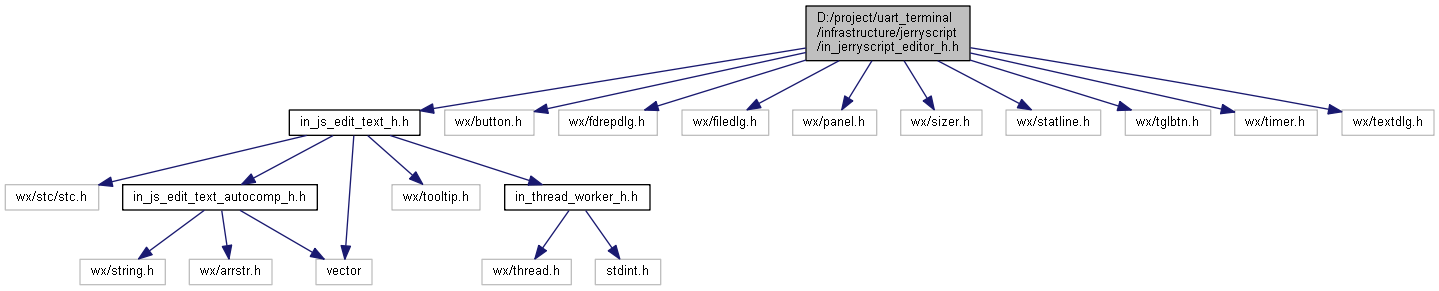 D:/project/uart_terminal
/infrastructure/jerryscript
/in_jerryscript_editor_h.h
in_js_edit_text_h.h
wx/button.h
wx/fdrepdlg.h
wx/filedlg.h
wx/panel.h
wx/sizer.h
wx/statline.h
wx/tglbtn.h
wx/timer.h
wx/textdlg.h
wx/stc/stc.h
in_js_edit_text_autocomp_h.h
wx/tooltip.h
in_thread_worker_h.h
wx/string.h
wx/arrstr.h
vector
wx/thread.h
stdint.h